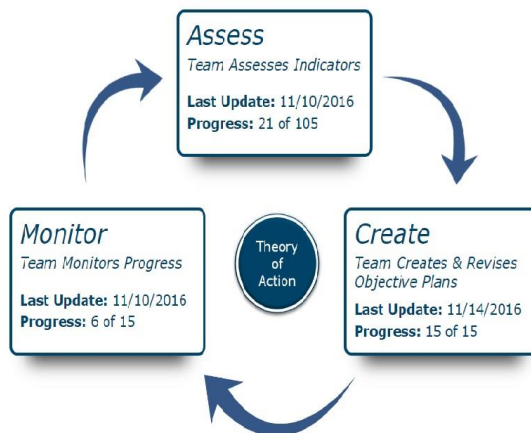 Assess
Team Assesses Indicators
Last Update: 11/10/2016
Progress: 21 of 105
Monitor
Team Monitors Progress
Last Update: 11/10/2016
Progress: 6 of 15
Theory
of
Action
Create
Team Creates & Revises
Objective Plans
Last Update: 11/14/2016
Progress: 15 of 15